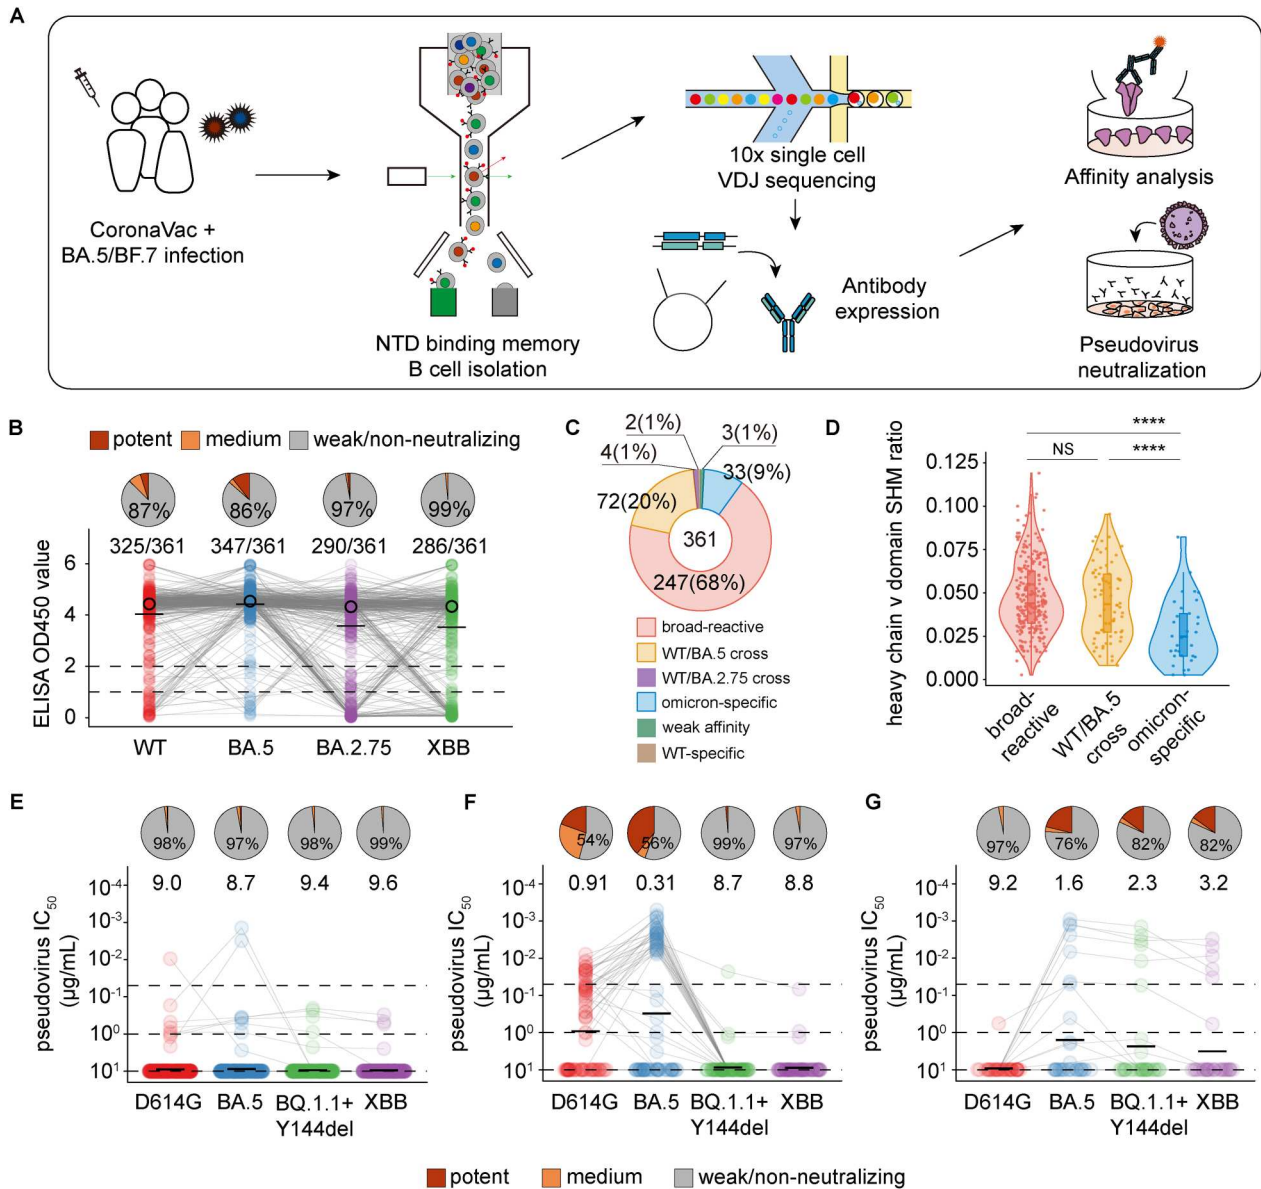 A
CoronaVac +
BA.5/BF.7 infection
NTD binding memory
B cell isolation
10x single cell
VDJ sequencing
Antibody
expression
Affinity analysis
Pseudovirus
neutralization
B
potent medium weak/non-neutralizing
87% 86% 97% 99%
325/361 347/361 290/361 286/361
ELISA OD450 value
6
4
2
1
0
WT BA.5 BA.2.75 XBB
C
2(1%) 3(1%)
4(1%) 33(9%)
72(20%)
361
247(68%)
broad-reactive
WT/BA.5 cross
WT/BA.2.75 cross
omicron-specific
weak affinity
WT-specific
D
****
NS ****
heavy chain v domain SHM ratio
0.125
0.100
0.075
0.050
0.025
0.000
broad-
reactive
WT/BA.5
cross
omicron-
specific
E
98% 97% 98% 99%
9.0 8.7 9.4 9.6
pseudovirus IC50
(µg/mL)
10-4
10-3
10-2
10-1
100
101
D614G BA.5 BQ.1.1+ XBB
Y144del
F
54% 56% 99% 97%
0.91 0.31 8.7 8.8
pseudovirus IC50
(µg/mL)
10-4
10-3
10-2
10-1
100
101
D614G BA.5 BQ.1.1+ XBB
Y144del
G
97% 76% 82% 82%
9.2 1.6 2.3 3.2
pseudovirus IC50
(µg/mL)
10-4
10-3
10-2
10-1
100
101
D614G BA.5 BQ.1.1+ XBB
Y144del
potent medium weak/non-neutralizing